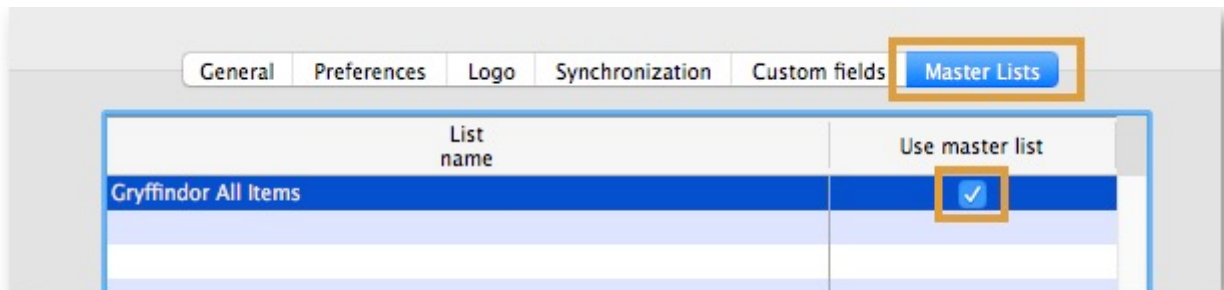 General Preferences Logo Synchronization Custom fields Master Lists
List
name
Use master list
Gryffindor All Items